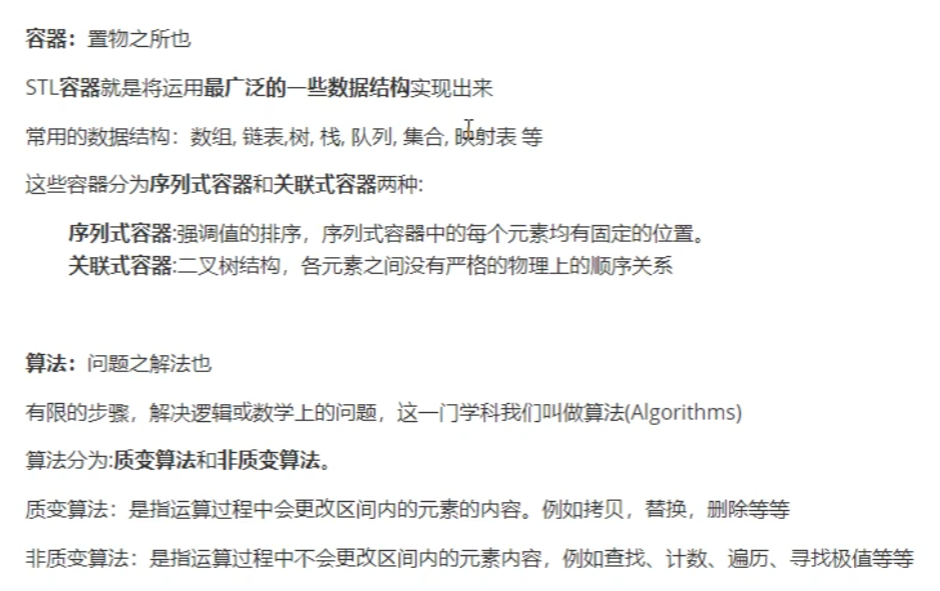 容器：置物之所也
STL容器就是将运用最广泛的一些数据结构实现出来
常用的数据结构：数组, 链表,树, 栈, 队列, 集合, 映射表 等
这些容器分为序列式容器和关联式容器两种:
序列式容器:强调值的排序，序列式容器中的每个元素均有固定的位置。
关联式容器:二叉树结构，各元素之间没有严格的物理上的顺序关系
算法：问题之解法也
有限的步骤，解决逻辑或数学上的问题，这一门学科我们叫做算法(Algorithms)
算法分为:质变算法和非质变算法。
质变算法：是指运算过程中会更改区间内的元素的内容。例如拷贝，替换，删除等等
非质变算法：是指运算过程中不会更改区间内的元素内容，例如查找、计数、遍历、寻找极值等等